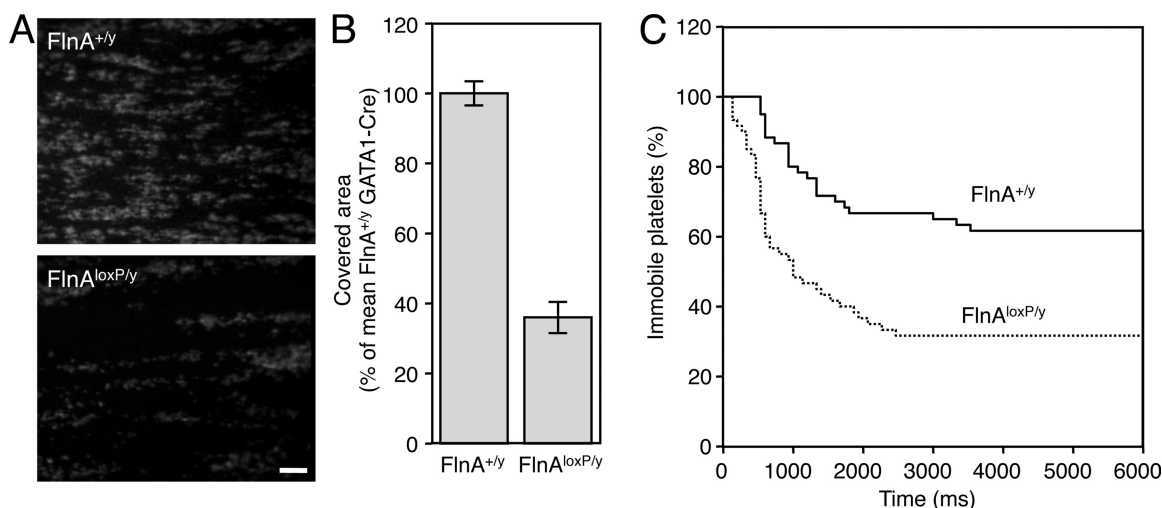 A
FlnA+/y
FlnAloxP/y
B
Covered area
(% of mean FlnA+/y GATA1-Cre)
120
100
80
60
40
20
0
FlnA+/y
FlnAloxP/y
C
Immobile platelets (%)
120
100
80
60
40
20
0
FlnA+/y
FlnAloxP/y
0 1000 2000 3000 4000 5000 6000
Time (ms)